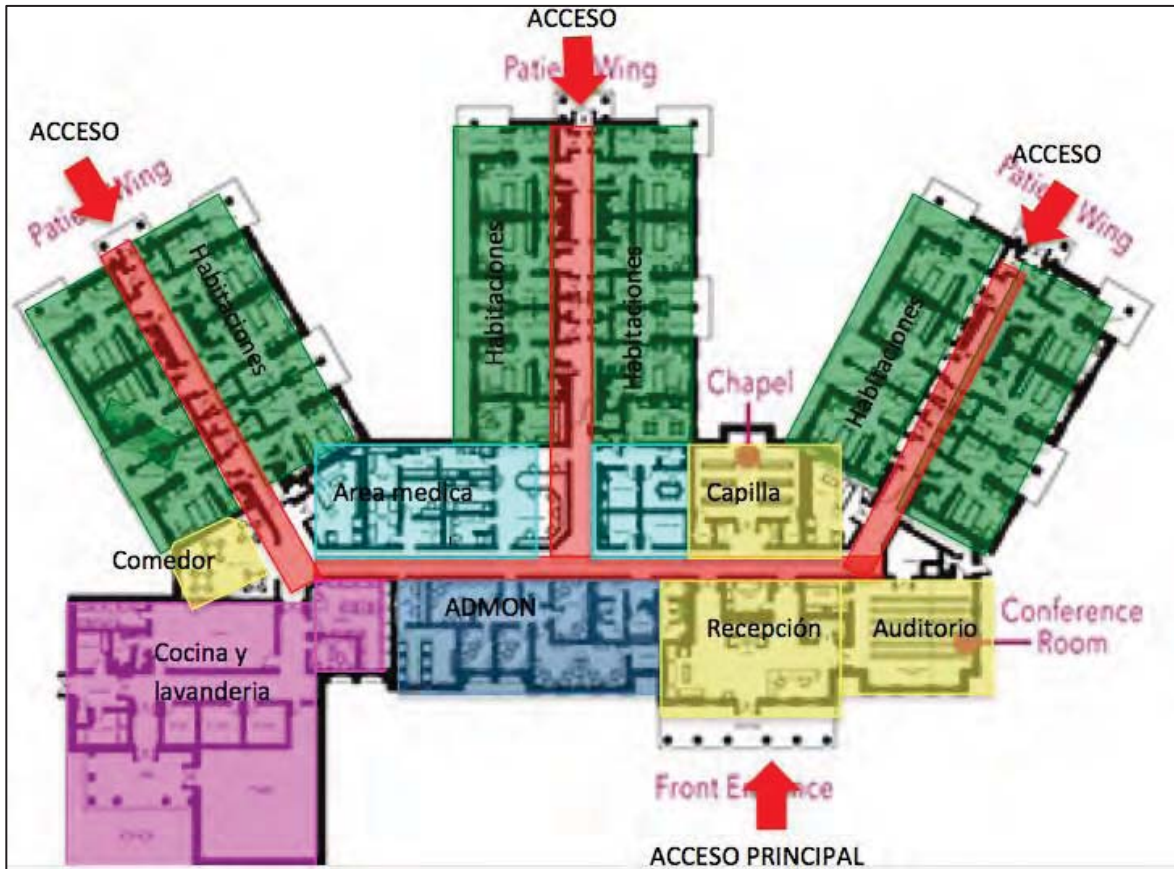 ACCESO
Patient Wing
ACCESO
Patient Wing
ACCESO
Patient Wing
Habitaciones
Habitaciones
Habitaciones
Habitaciones
Chapel
Area medica
Capilla
Comedor
ADMON
Recepción
Auditorio
Conference
Room
Cocina y
lavanderia
Front Entrance
ACCESO PRINCIPAL